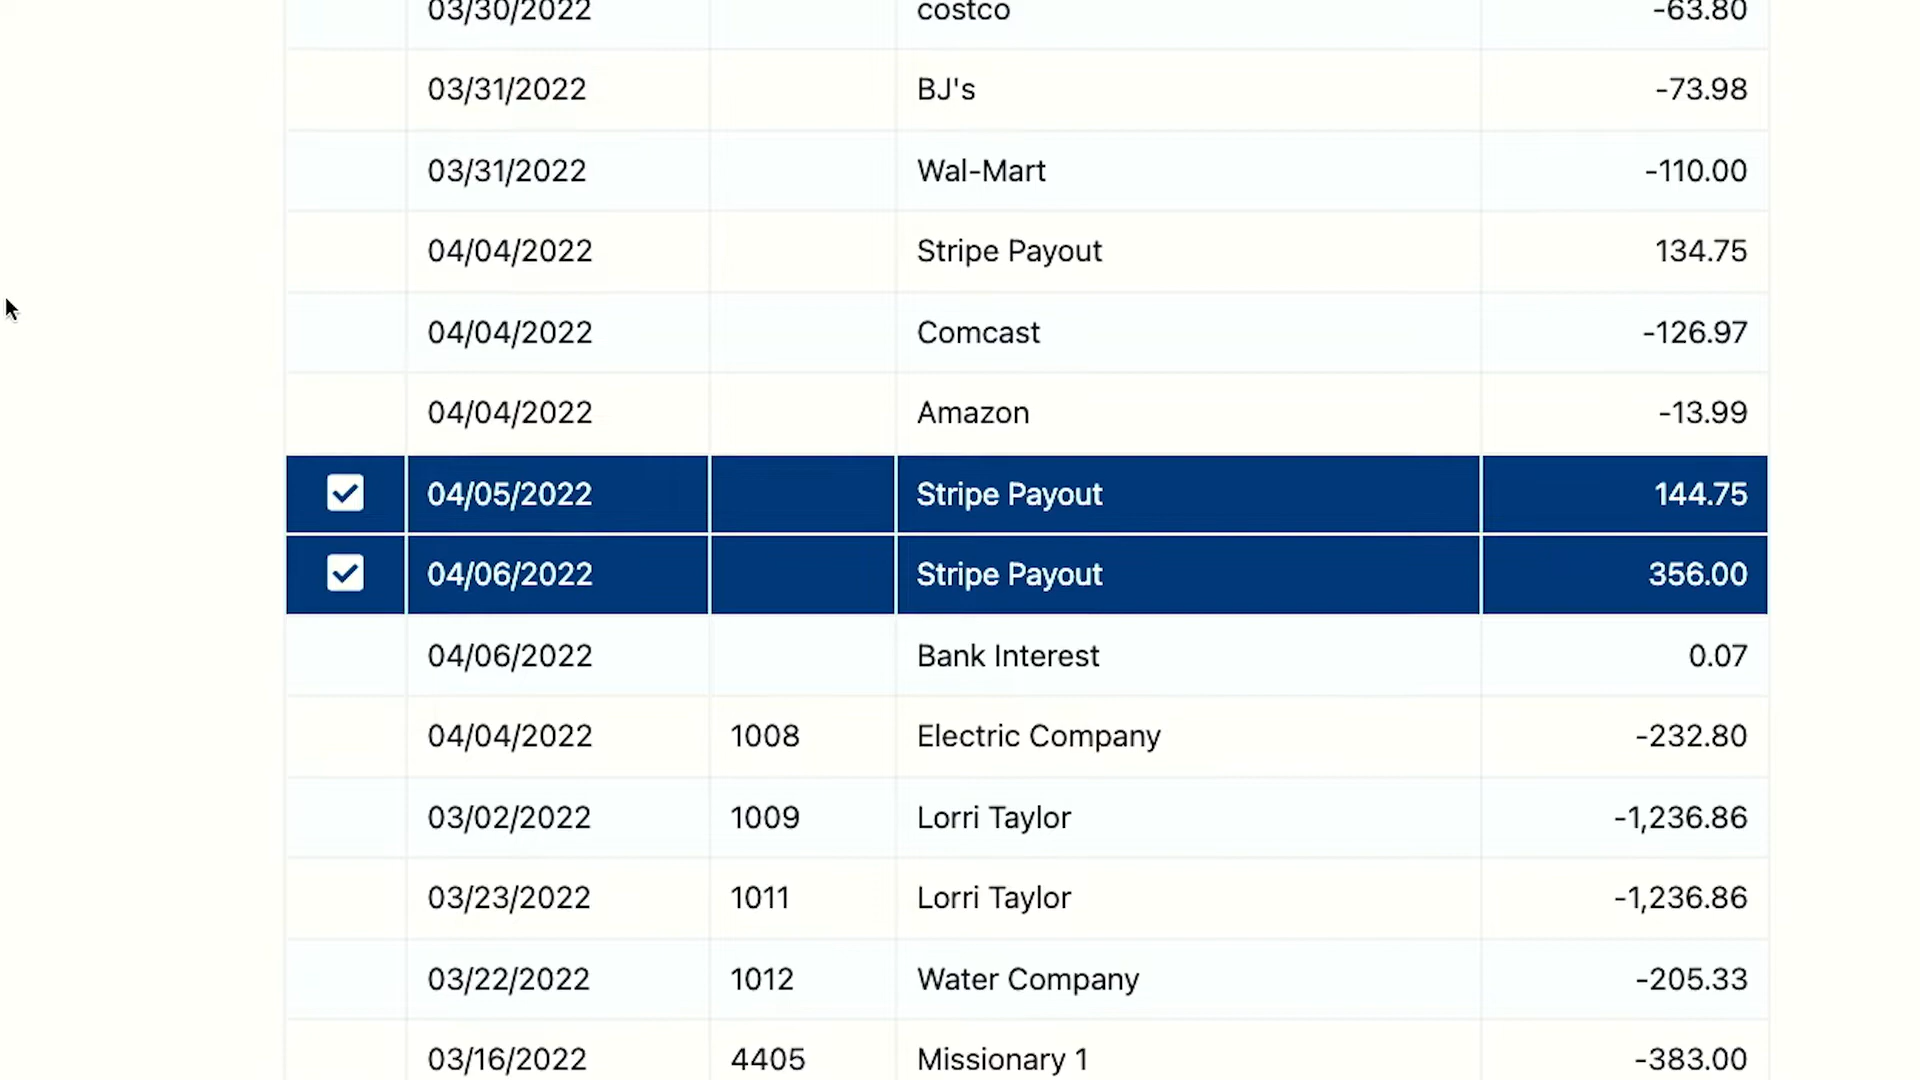 03/30/2022 costco -63.80
03/31/2022 BJ's -73.98
03/31/2022 Wal-Mart -110.00
04/04/2022 Stripe Payout 134.75
04/04/2022 Comcast -126.97
04/04/2022 Amazon -13.99
04/05/2022 Stripe Payout 144.75
04/06/2022 Stripe Payout 356.00
04/06/2022 Bank Interest 0.07
04/04/2022 1008 Electric Company -232.80
03/02/2022 1009 Lorri Taylor -1,236.86
03/23/2022 1011 Lorri Taylor -1,236.86
03/22/2022 1012 Water Company -205.33
03/16/2022 4405 Missionary 1 -383.00